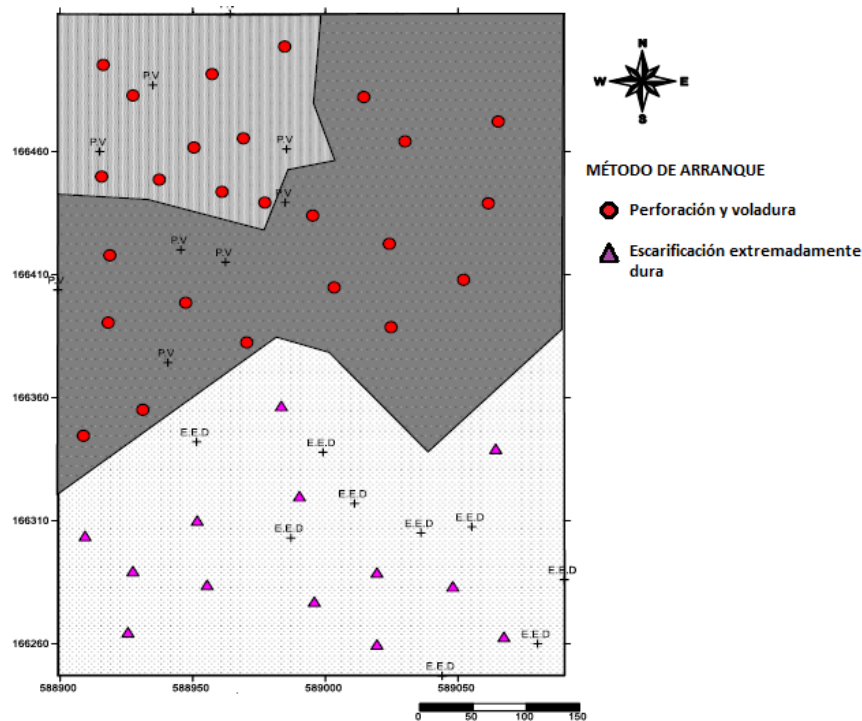 P.V
N
P.V
W E
S
P.V
P.V
166460
MÉTODO DE ARRANQUE
P.V
Perforación y voladura
P.V
P.V
Escarificación extremadamente
dura
166410
P.V
P.V
166360
E.E.D
E.E.D
E.E.D
166310
E.E.D
E.E.D
E.E.D
E.E.D
E.E.D
166260
E.E.D
588900 588950 589000 589050
0 50 100 150